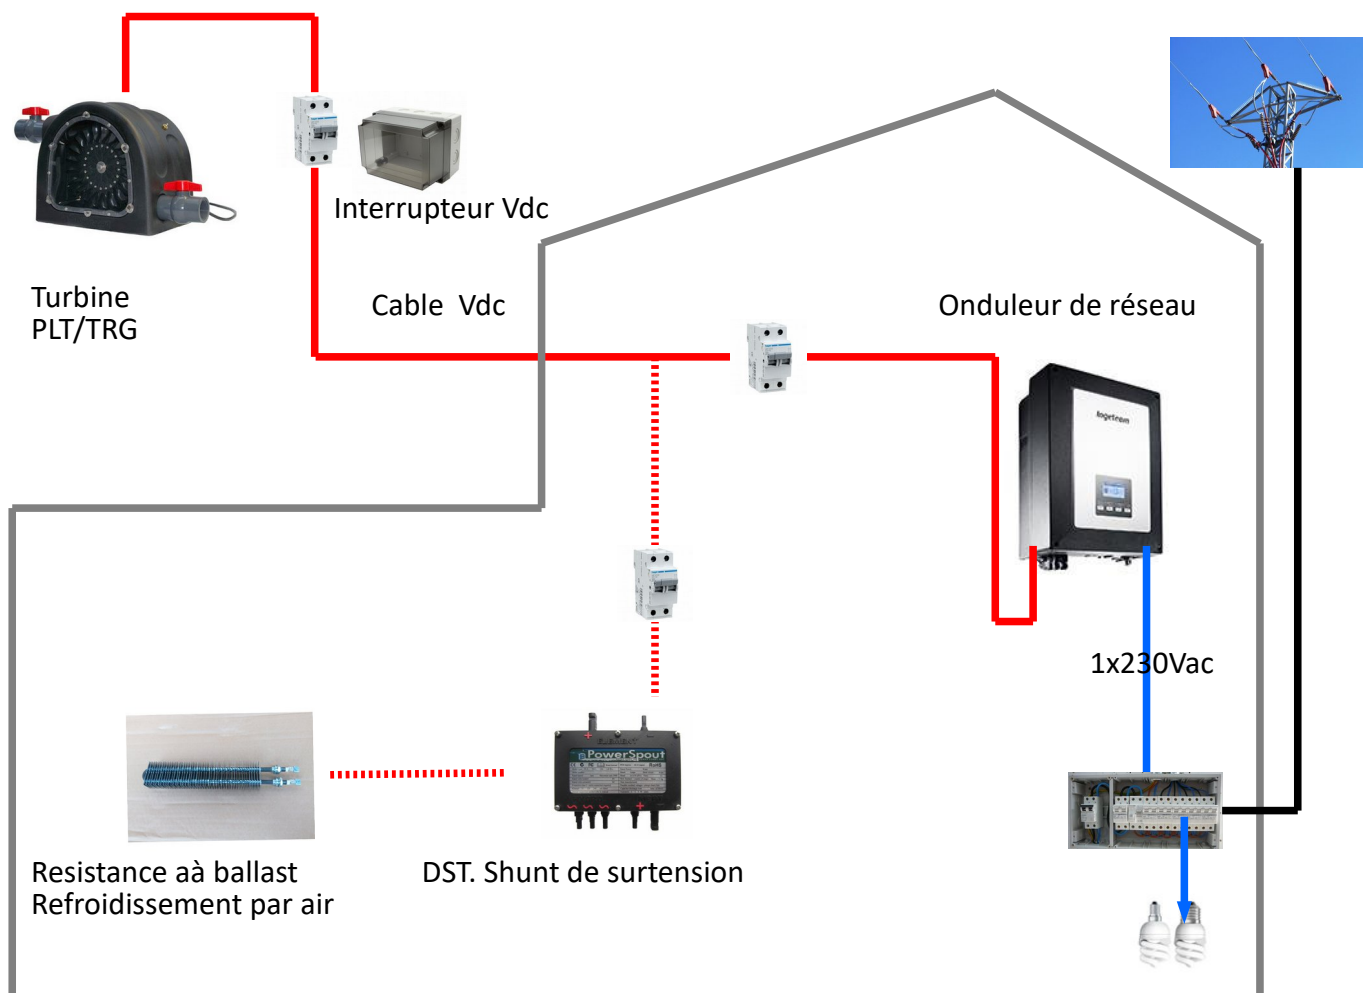 Interrupteur Vdc
Turbine
PLT/TRG
Cable  Vdc
Onduleur de réseau
Ingeteam
1x230Vac
PowerSpout
Resistance aà ballast
Refroidissement par air
DST. Shunt de surtension